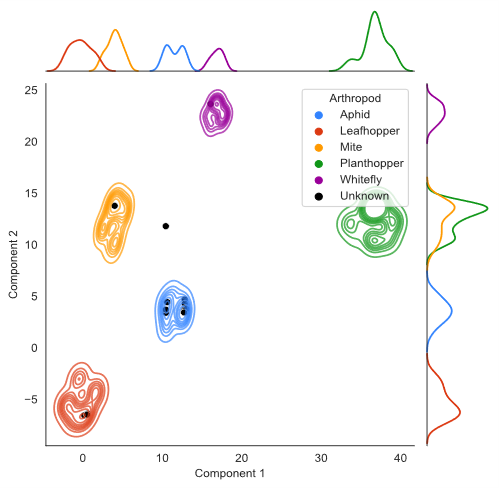 25
20
15
10
5
0
−5
Component 2
Arthropod
Aphid
Leafhopper
Mite
Planthopper
Whitefly
Unknown
0 10 20 30 40
Component 1